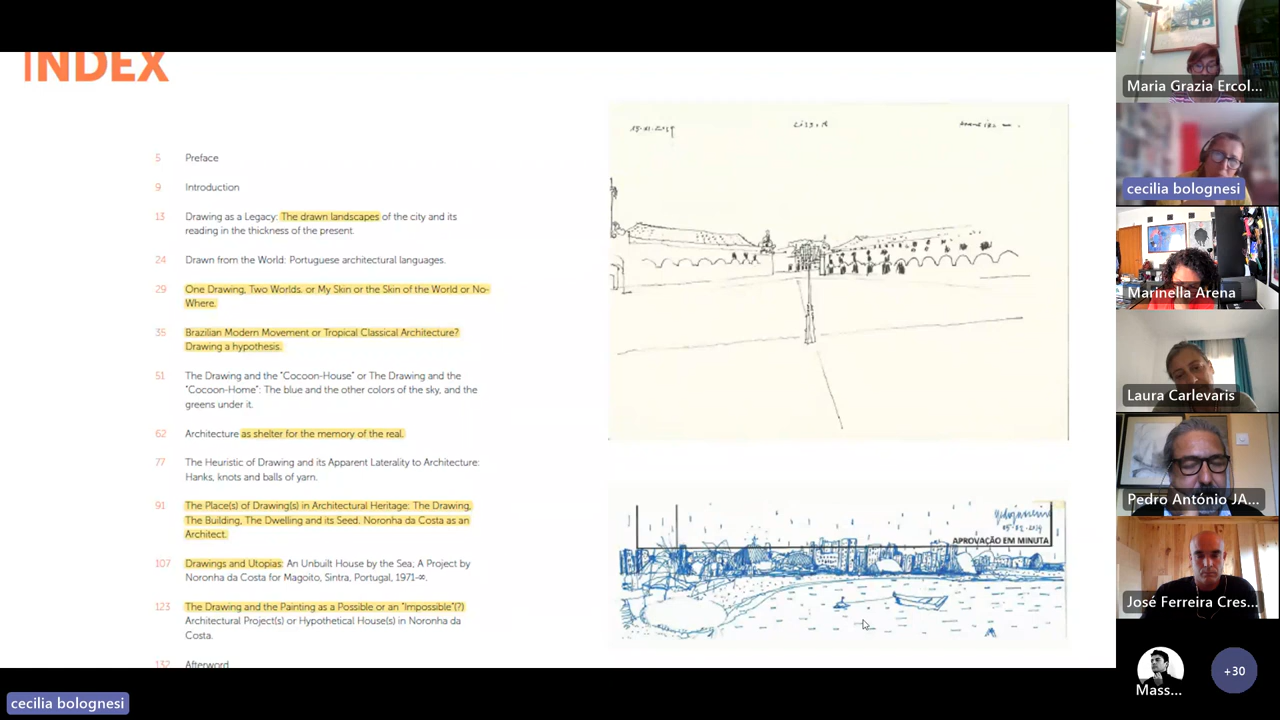 INDEX
5 Preface
9 Introduction
13 Drawing as a Legacy: The drawn landscapes of the city and its
reading in the thickness of the present.
24 Drawn from the World: Portuguese architectural languages.
29 One Drawing, Two Worlds. or My Skin or the Skin of the World or No-
Where.
35 Brazilian Modern Movement or Tropical Classical Architecture?
Drawing a hypothesis.
51 The Drawing and the "Cocoon-House" or The Drawing and the
"Cocoon-Home": The blue and the other colors of the sky, and the
greens under it.
62 Architecture as shelter for the memory of the real.
77 The Heuristic of Drawing and its Apparent Laterality to Architecture:
Hanks, knots and balls of yarn.
91 The Place(s) of Drawing(s) in Architectural Heritage: The Drawing,
The Building, The Dwelling and its Seed. Noronha da Costa as an
Architect.
107 Drawings and Utopias: An Unbuilt House by the Sea, A Project by
Noronha da Costa for Magoito, Sintra, Portugal, 1971-∞.
123 The Drawing and the Painting as a Possible or an "Impossible"(?)
Architectural Project(s) or Hypothetical House(s) in Noronha da
Costa.
132 Afterword
APROVAÇÃO EM MINUTA
Maria Grazia Ercol...
cecilia bolognesi
Marinella Arena
Laura Carlevaris
Pedro António JA...
José Ferreira Cres...
Mass...
+30
cecilia bolognesi